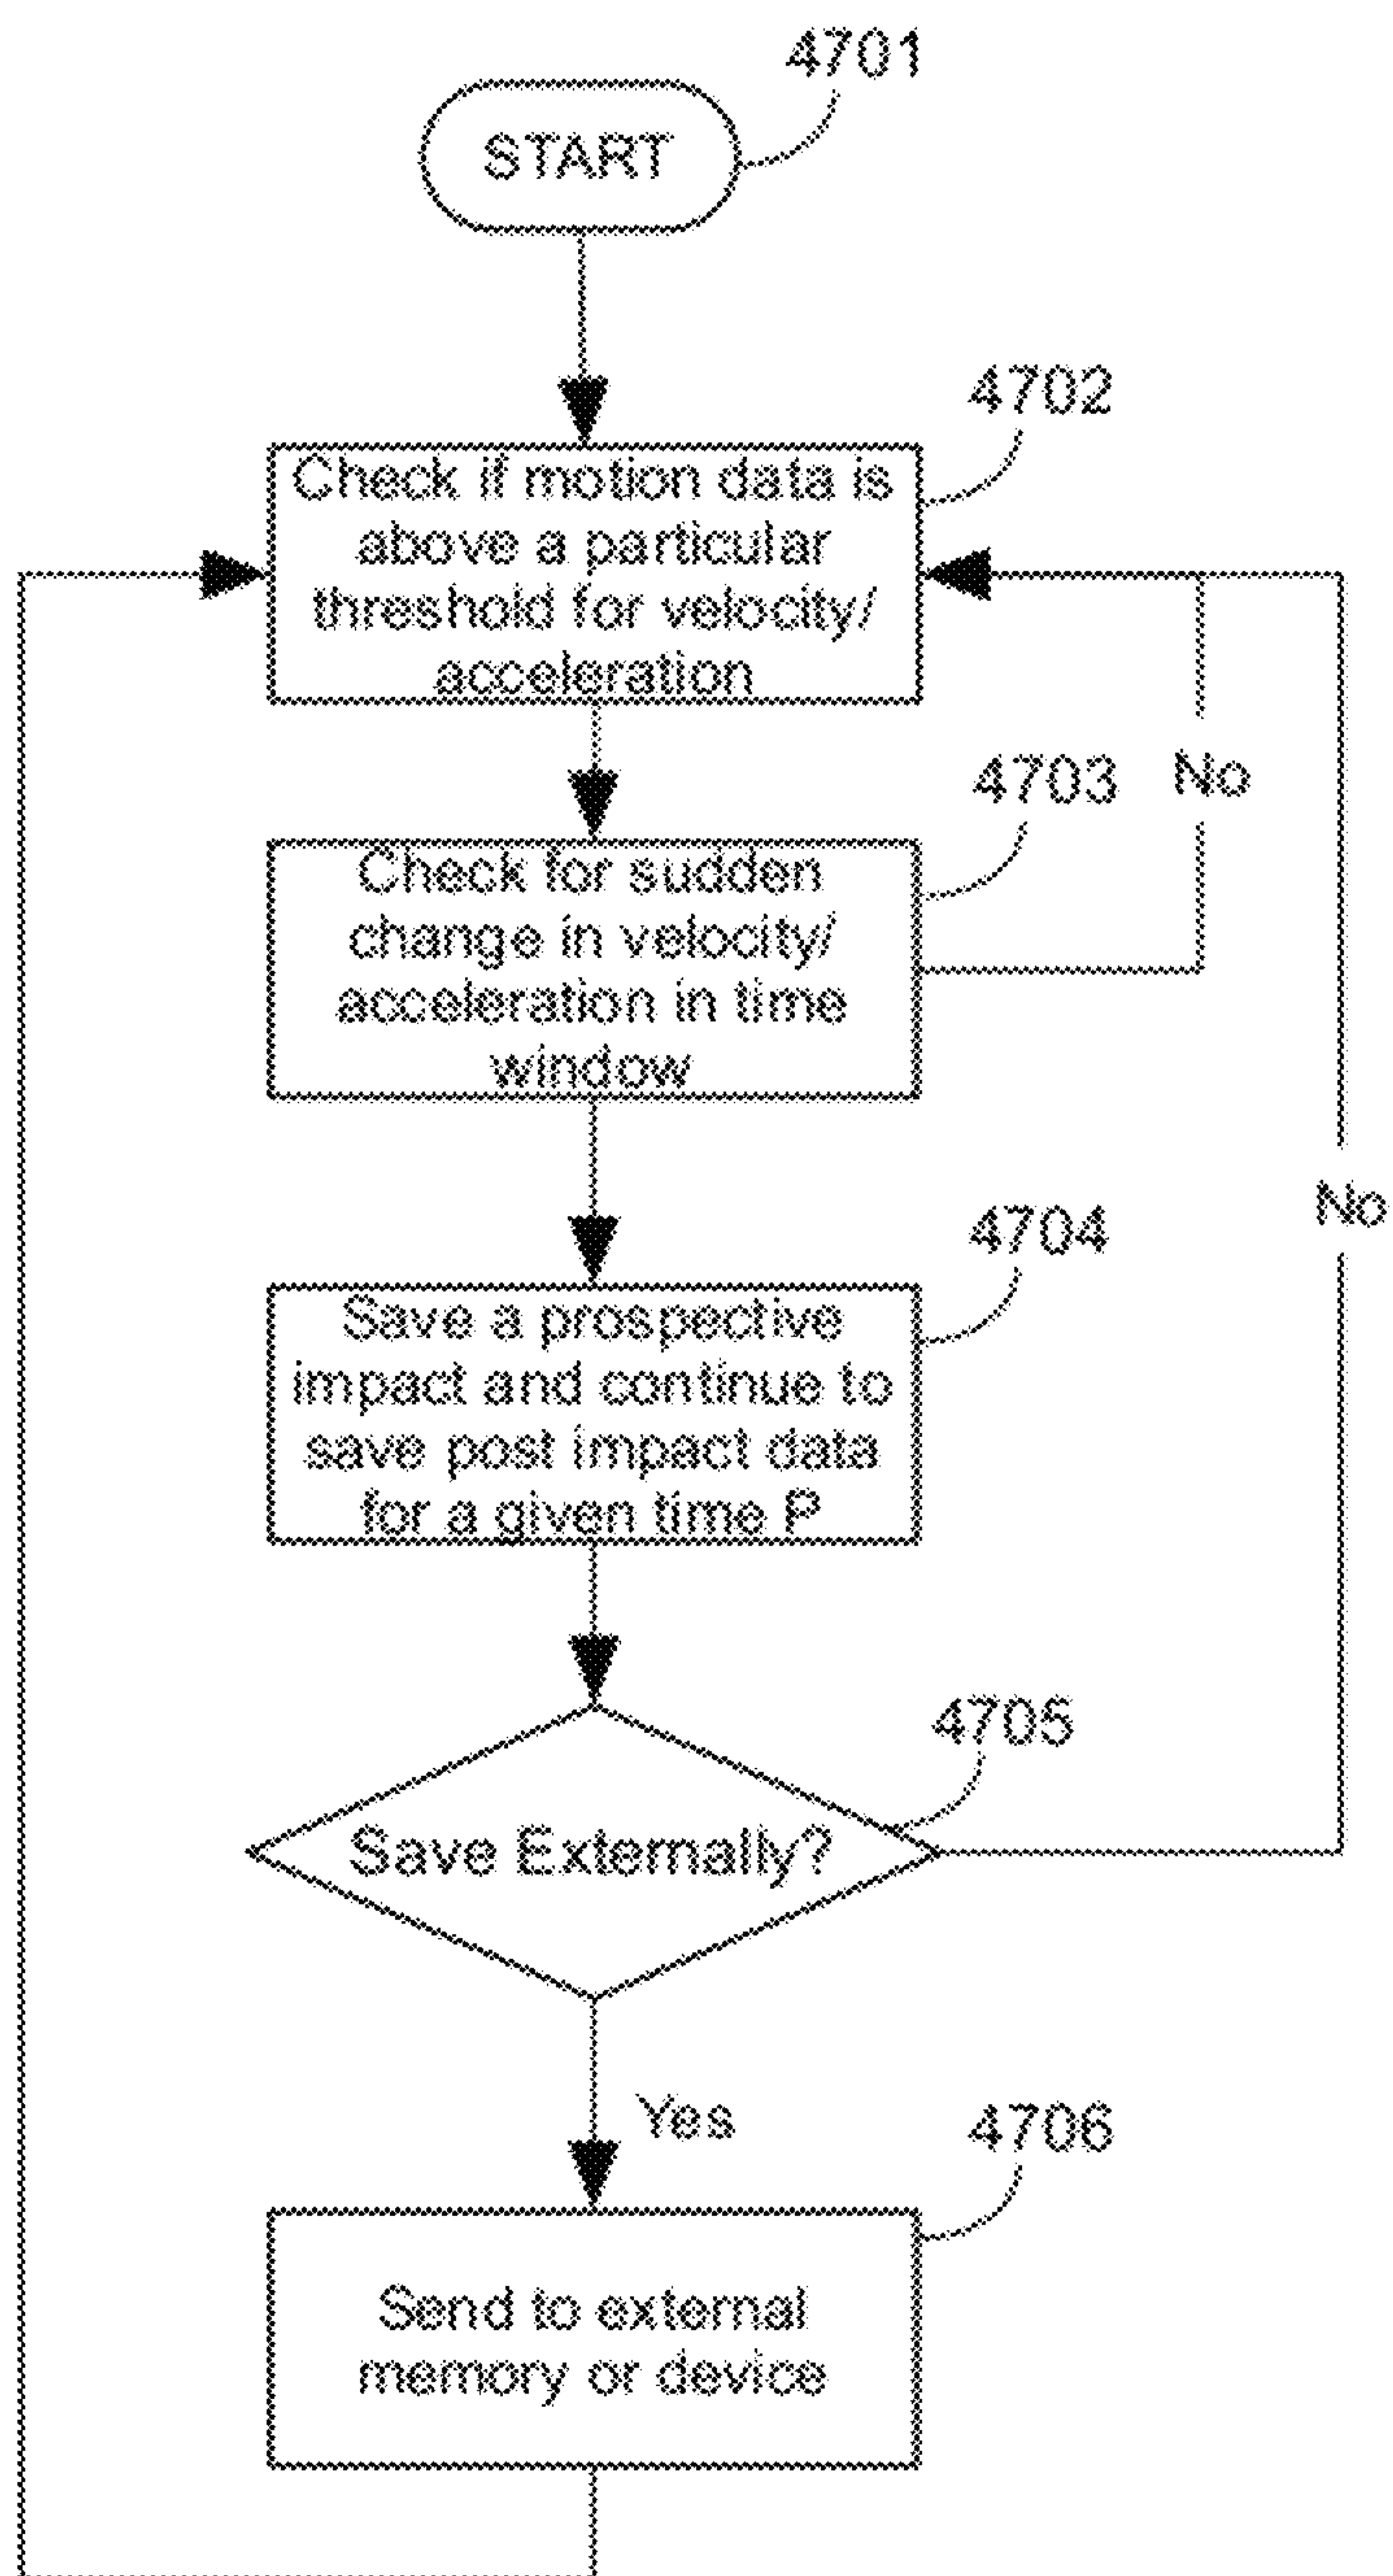 4701
START
4702
Check if motion data is
above a particular
threshold for velocity/
acceleration
4703
No
Check for sudden
change in velocity/
acceleration in time
window
No
4704
Save a prospective
impact and continue to
save post impact data
for a given time P
4705
Save Externally?
Yes
4706
Send to external
memory or device